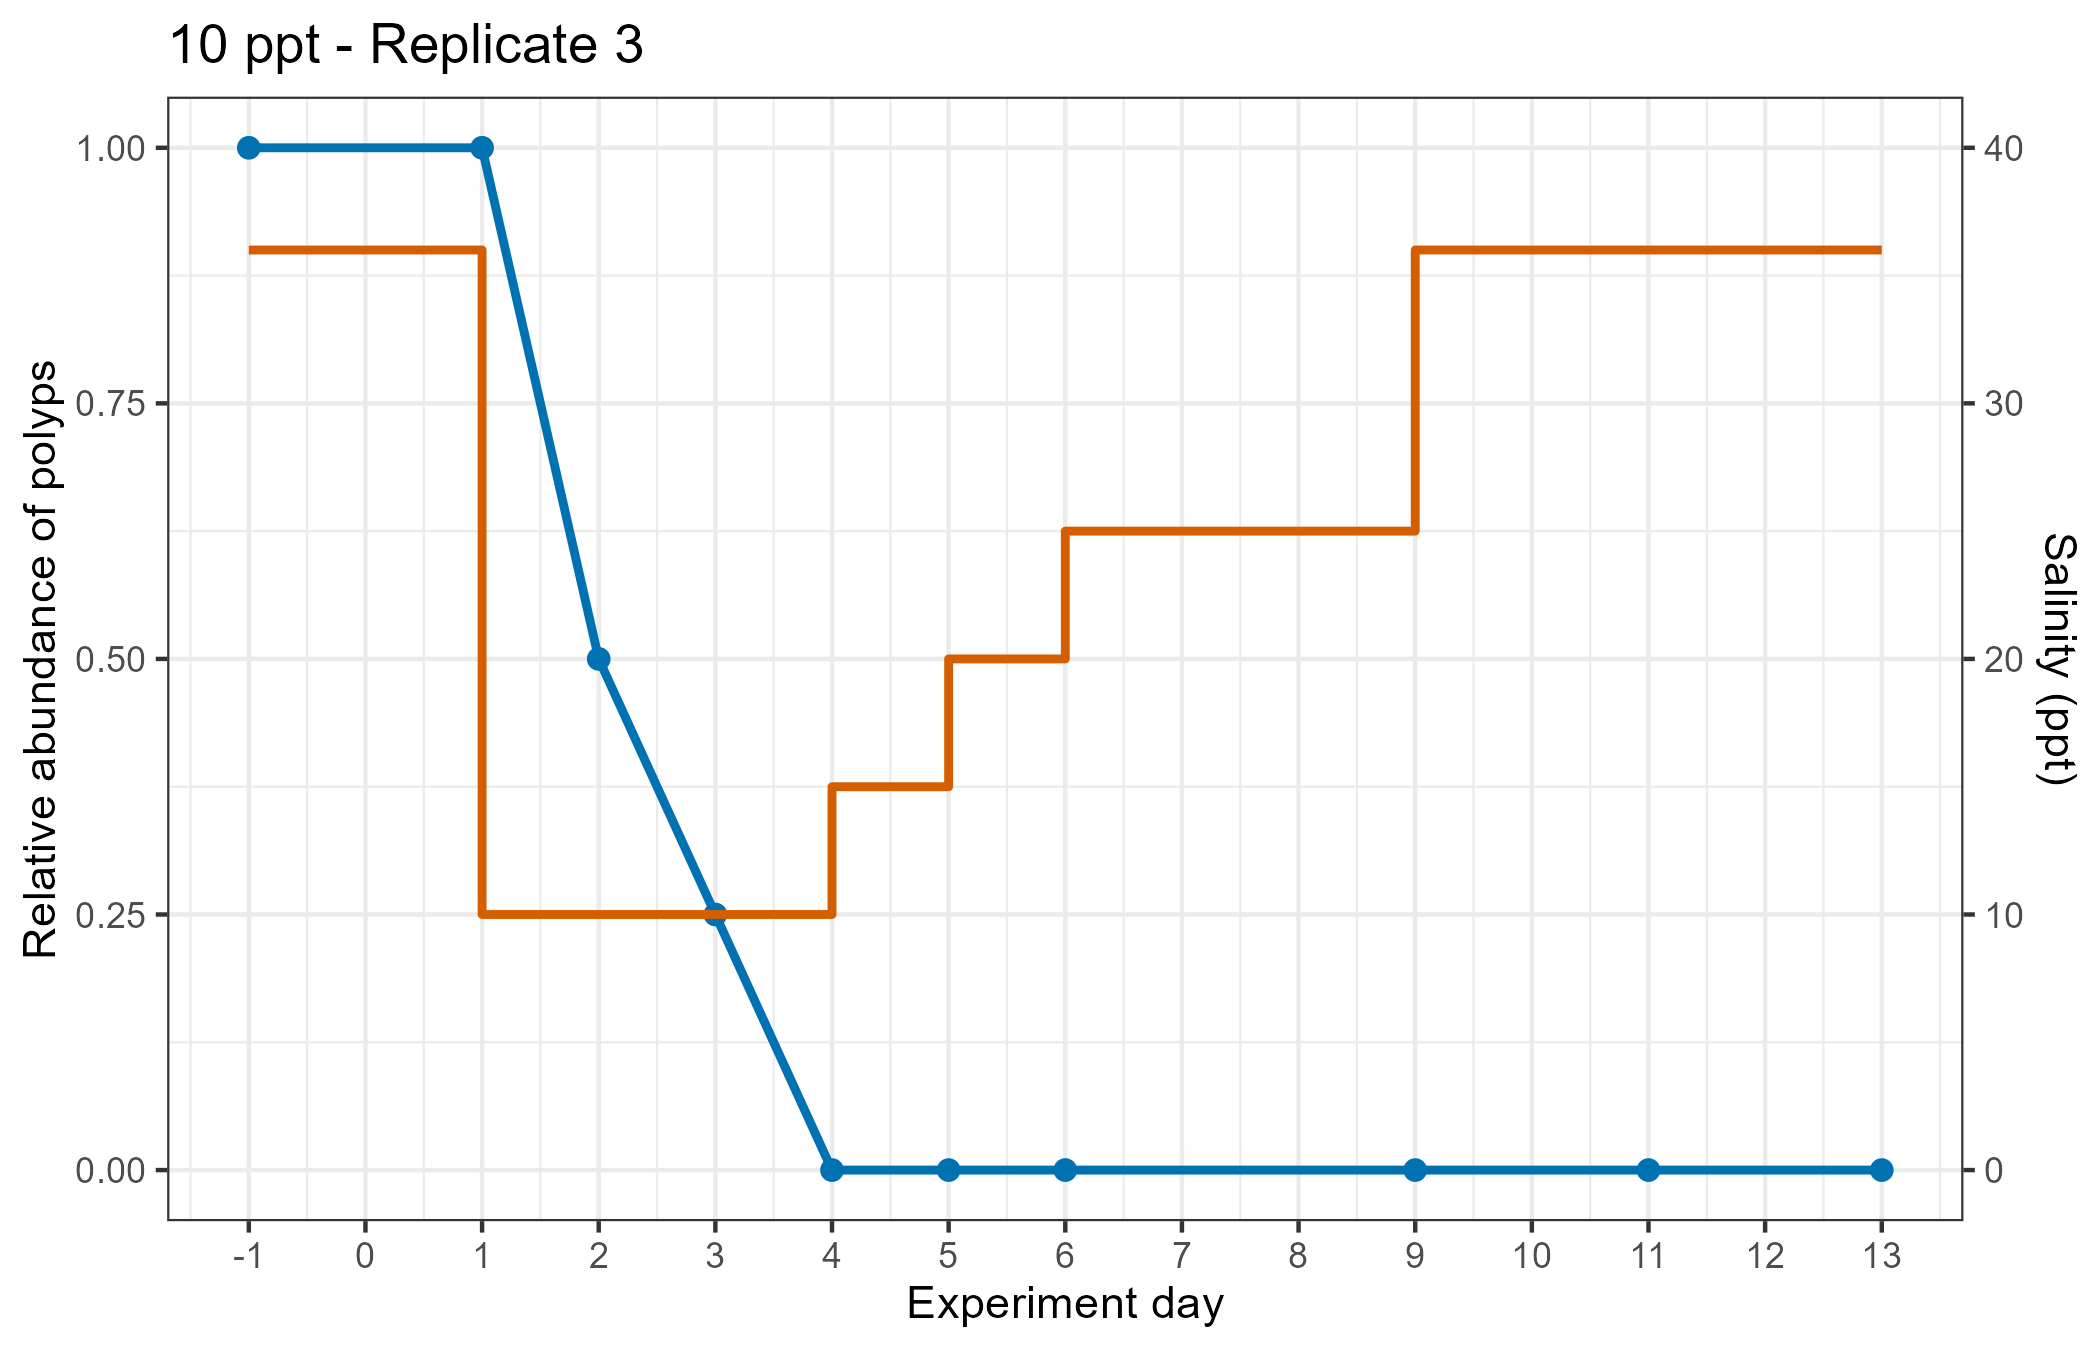 10 ppt - Replicate 3
Relative abundance of polyps
1.00
0.75
0.50
0.25
0.00
40
30
20
10
0
Salinity (ppt)
-1 0 1 2 3 4 5 6 7 8 9 10 11 12 13
Experiment day